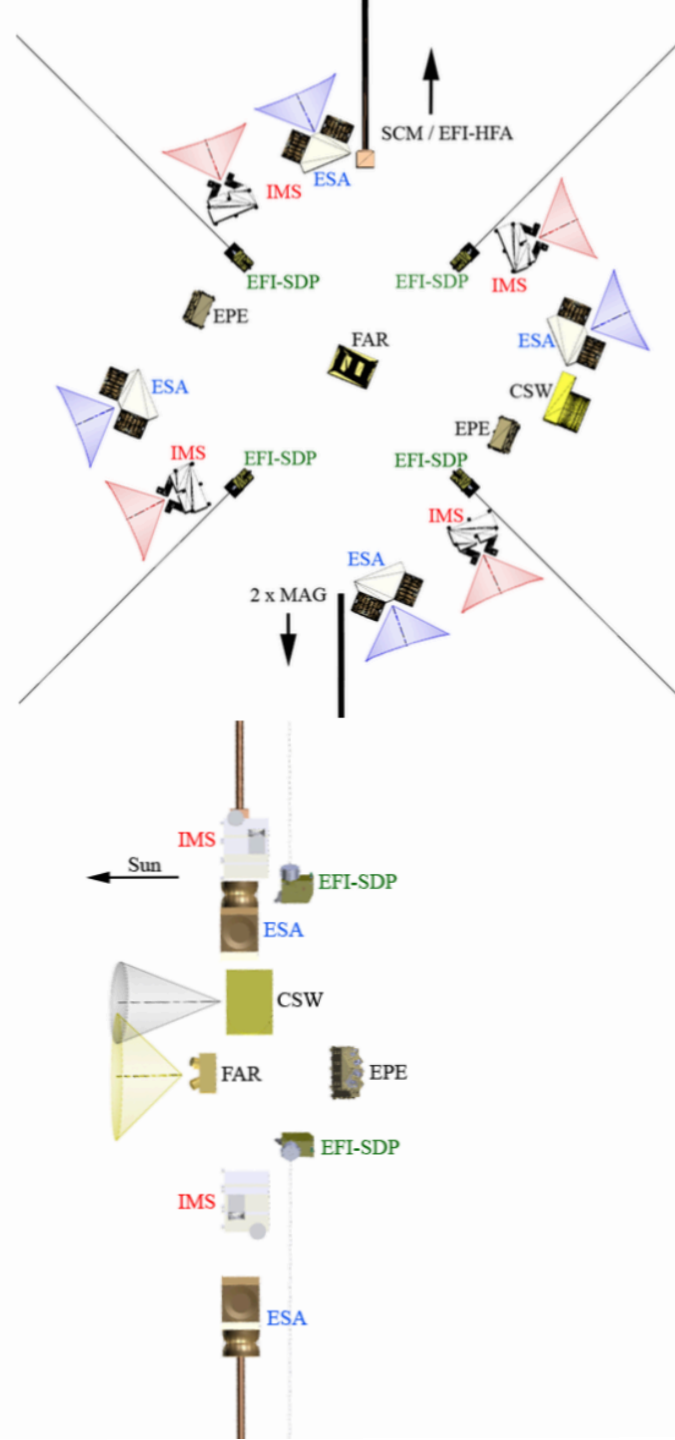 SCM / EFI-HFA
ESA
IMS
EFI-SDP
EFI-SDP
IMS
EPE
FAR
ESA
ESA
CSW
EPE
IMS
EFI-SDP
EFI-SDP
IMS
ESA
2 x MAG
IMS
Sun
EFI-SDP
ESA
CSW
FAR
EPE
EFI-SDP
IMS
ESA